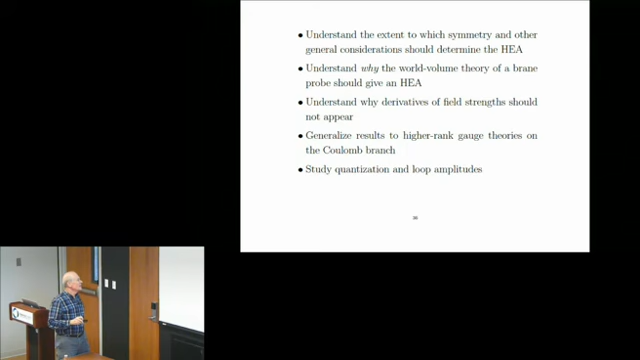 • Understand the extent to which symmetry and other
general considerations should determine the HEA
• Understand why the world-volume theory of a brane
probe should give an HEA
• Understand why derivatives of field strengths should
not appear
• Generalize results to higher-rank gauge theories on
the Coulomb branch
• Study quantization and loop amplitudes